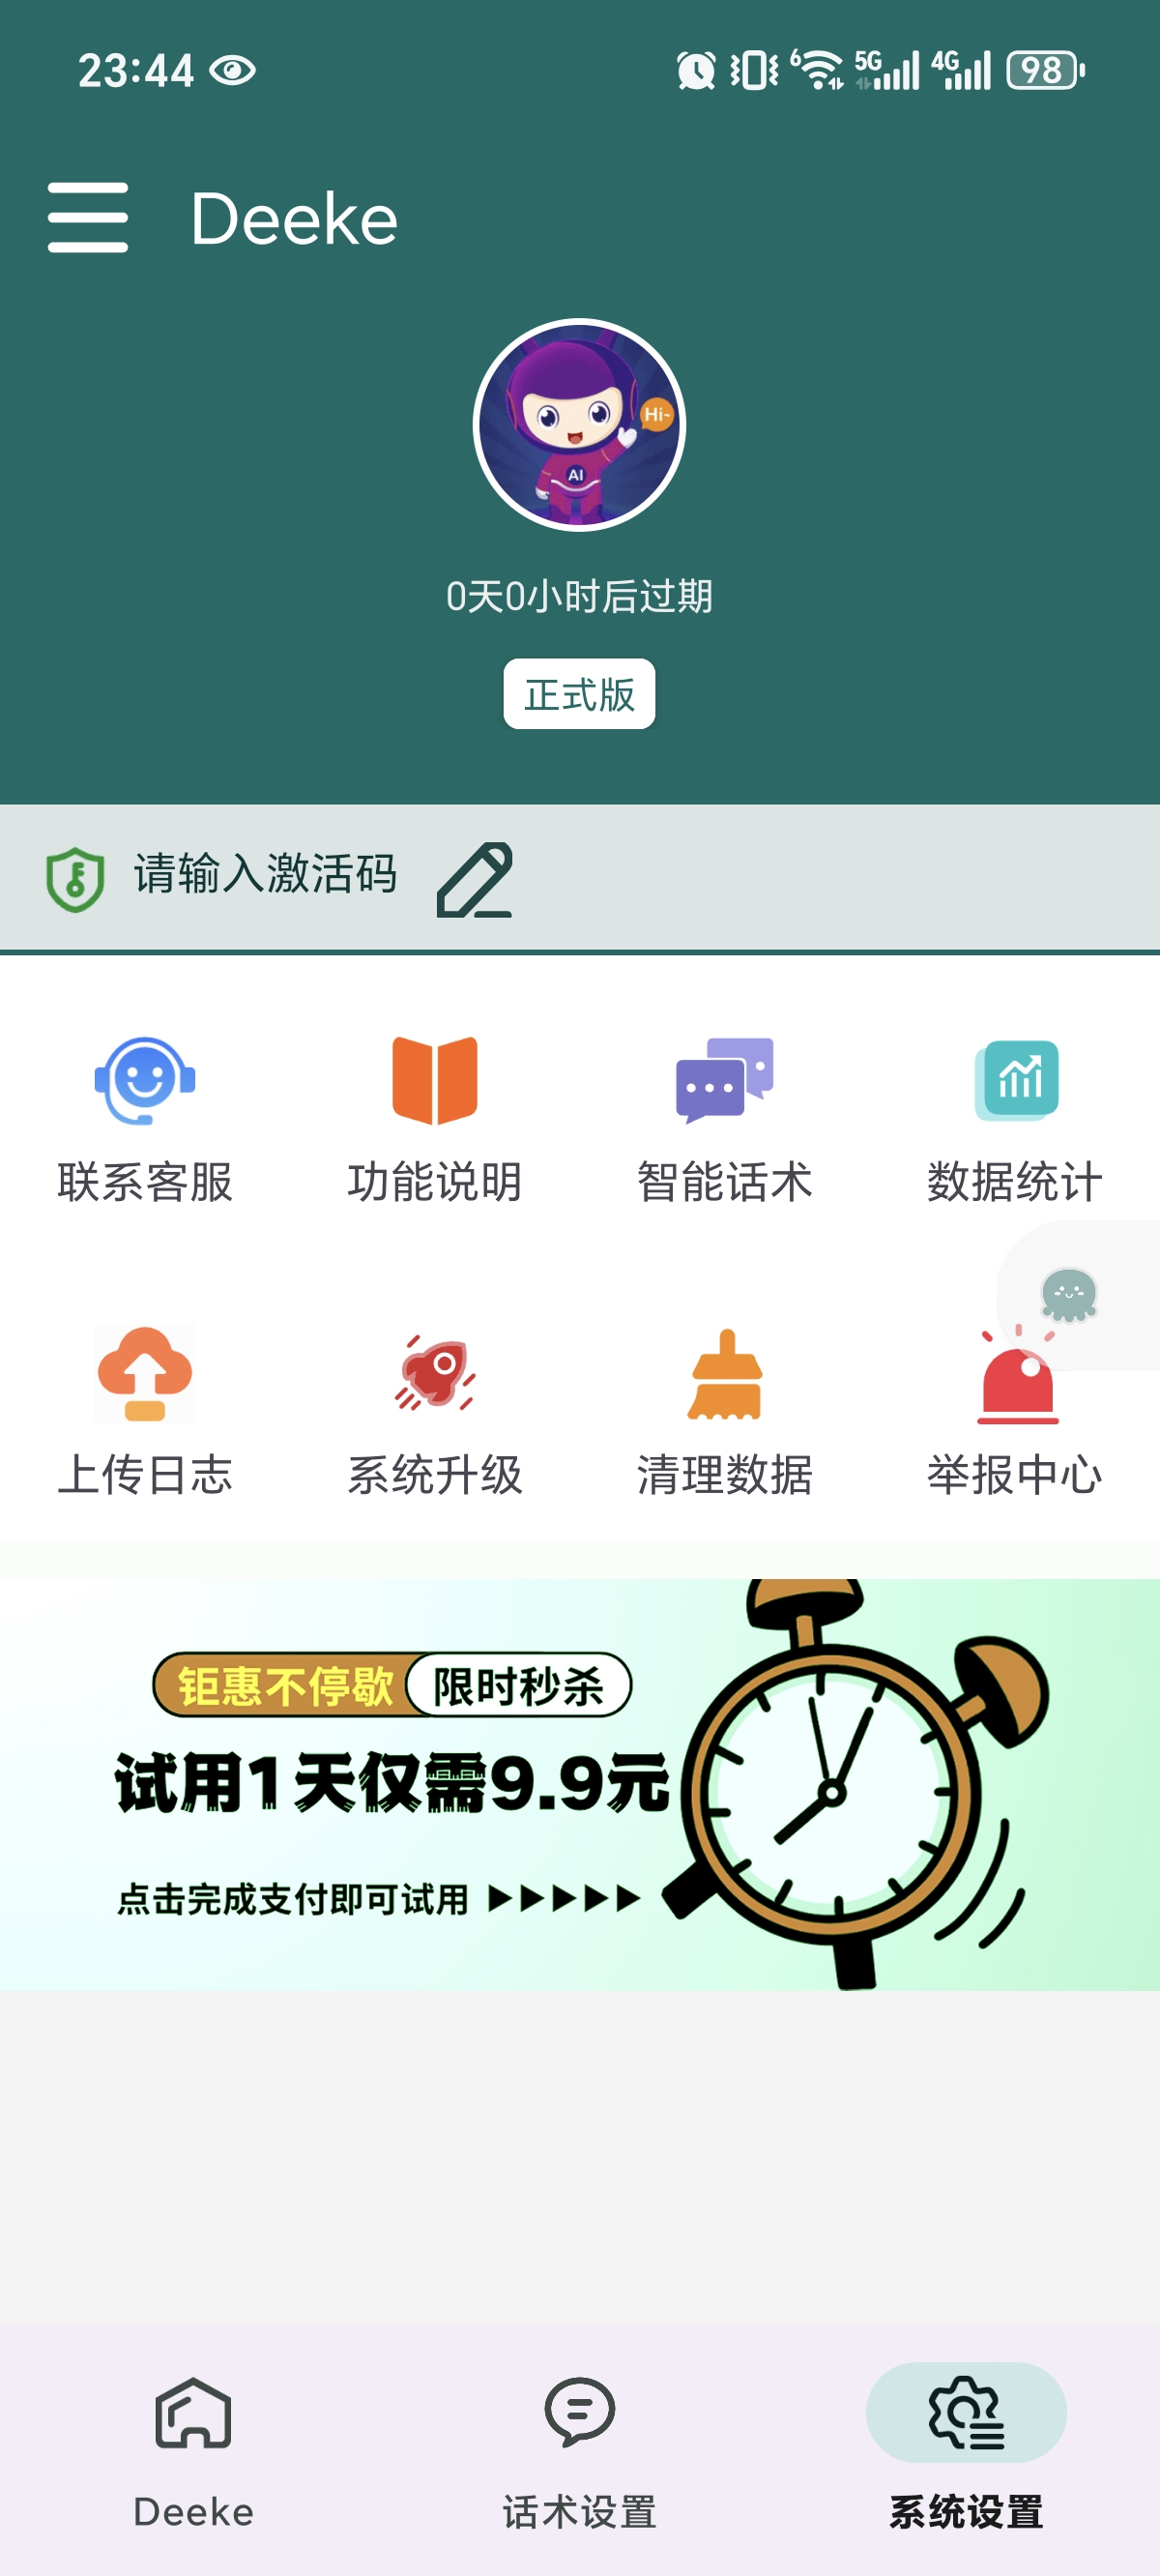 23:44
6 5G 4G 98
Deeke
Hi~
AI
0天0小时后过期
正式版
请输入激活码
联系客服 功能说明 智能话术 数据统计
上传日志 系统升级 清理数据 举报中心
钜惠不停歇 限时秒杀
试用1天仅需9.9元
点击完成支付即可试用
Deeke 话术设置 系统设置